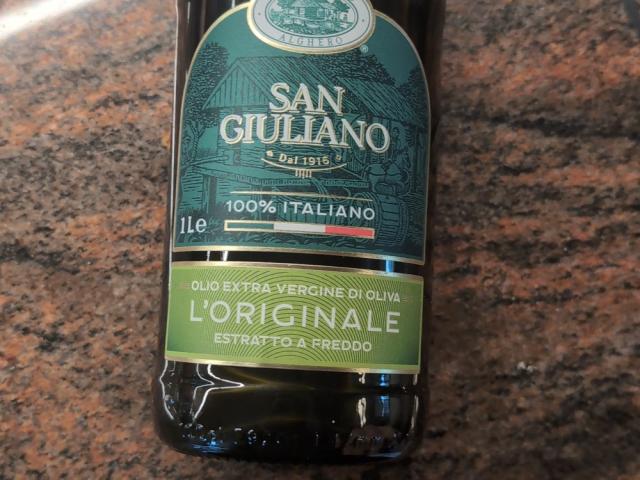 ALGHERO
SAN
GIULIANO
Dal 1916
100% ITALIANO
1Le
OLIO EXTRA VERGINE DI OLIVA
L'ORIGINALE
ESTRATTO A FREDDO